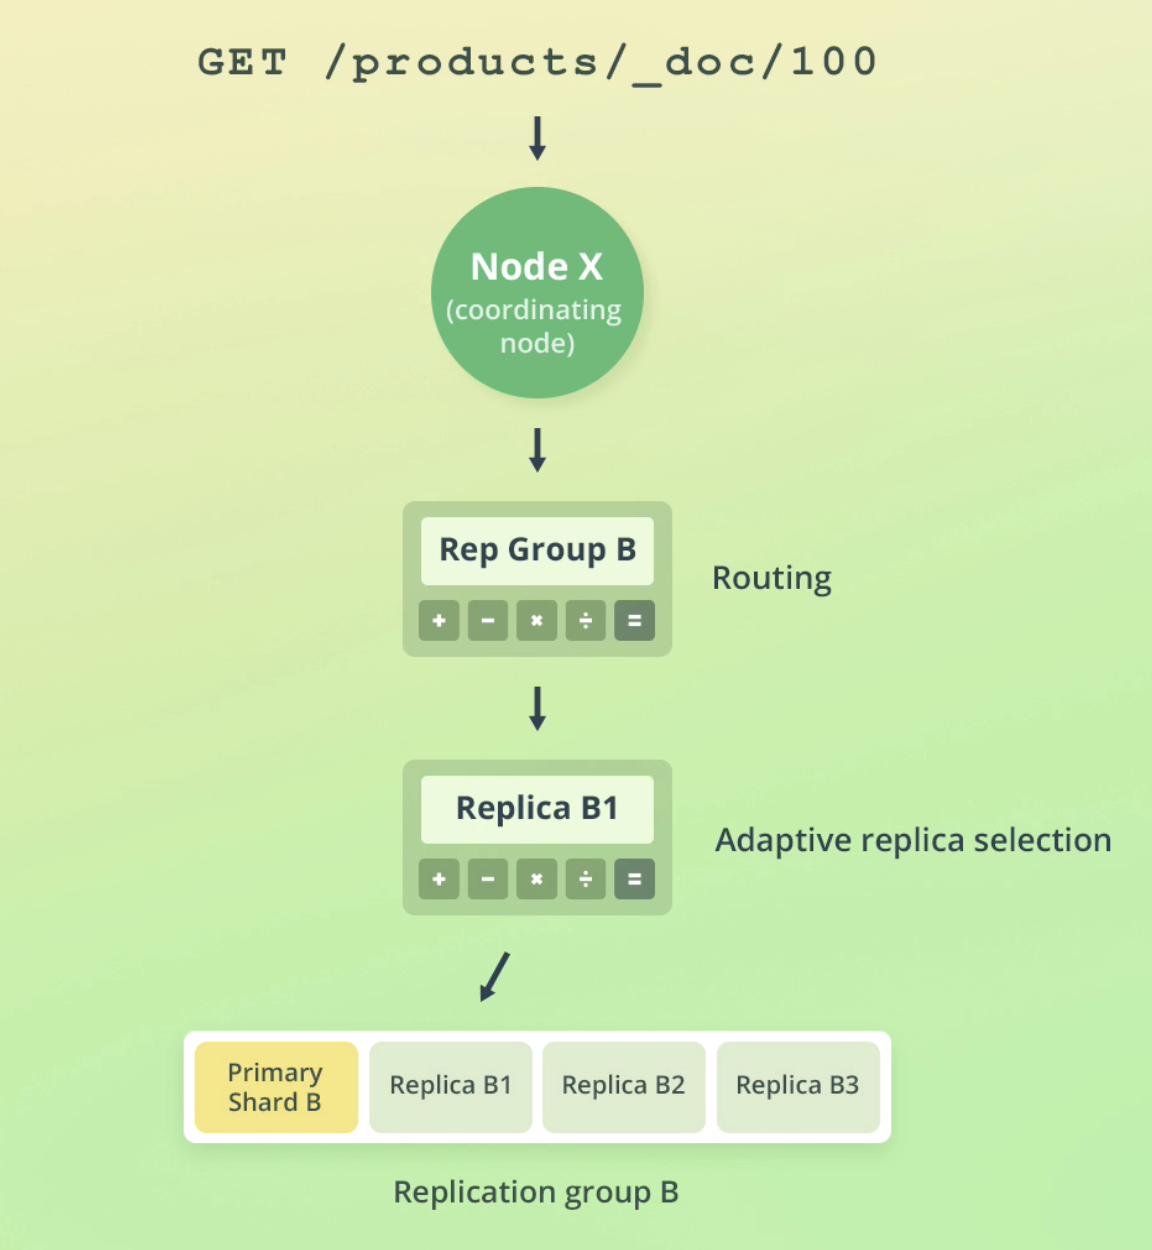 GET /products/_doc/100
Node X
(coordinating
node)
Rep Group B
+ − × ÷ =
Routing
Replica B1
+ − × ÷ =
Adaptive replica selection
Primary
Shard B
Replica B1
Replica B2
Replica B3
Replication group B